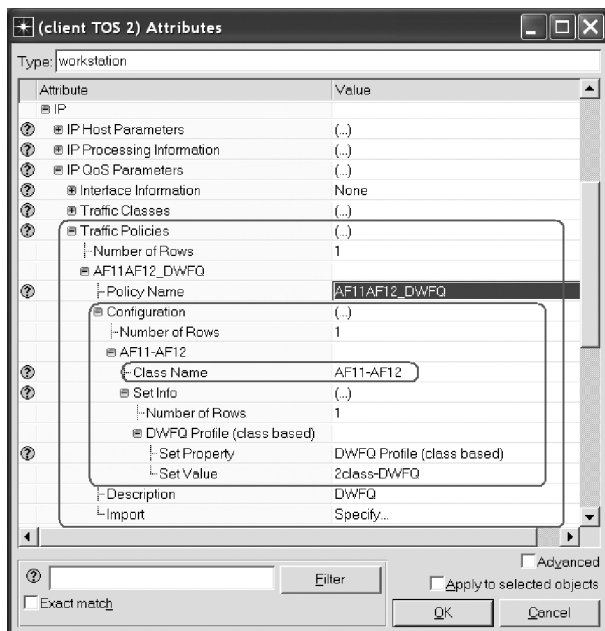 (client TOS 2) Attributes
Type: workstation
Attribute Value
IP
IP Host Parameters (...)
IP Processing Information (...)
IP QoS Parameters (...)
Interface Information None
Traffic Classes (...)
Traffic Policies (...)
Number of Rows 1
AF11AF12_DWFQ
Policy Name AF11AF12_DWFQ
Configuration (...)
Number of Rows 1
AF11-AF12
Class Name AF11-AF12
Set Info (...)
Number of Rows 1
DWFQ Profile (class based)
Set Property DWFQ Profile (class based)
Set Value 2class-DWFQ
Description DWFQ
Import Specify...
Advanced
Filter
Apply to selected objects
Exact match
OK Cancel